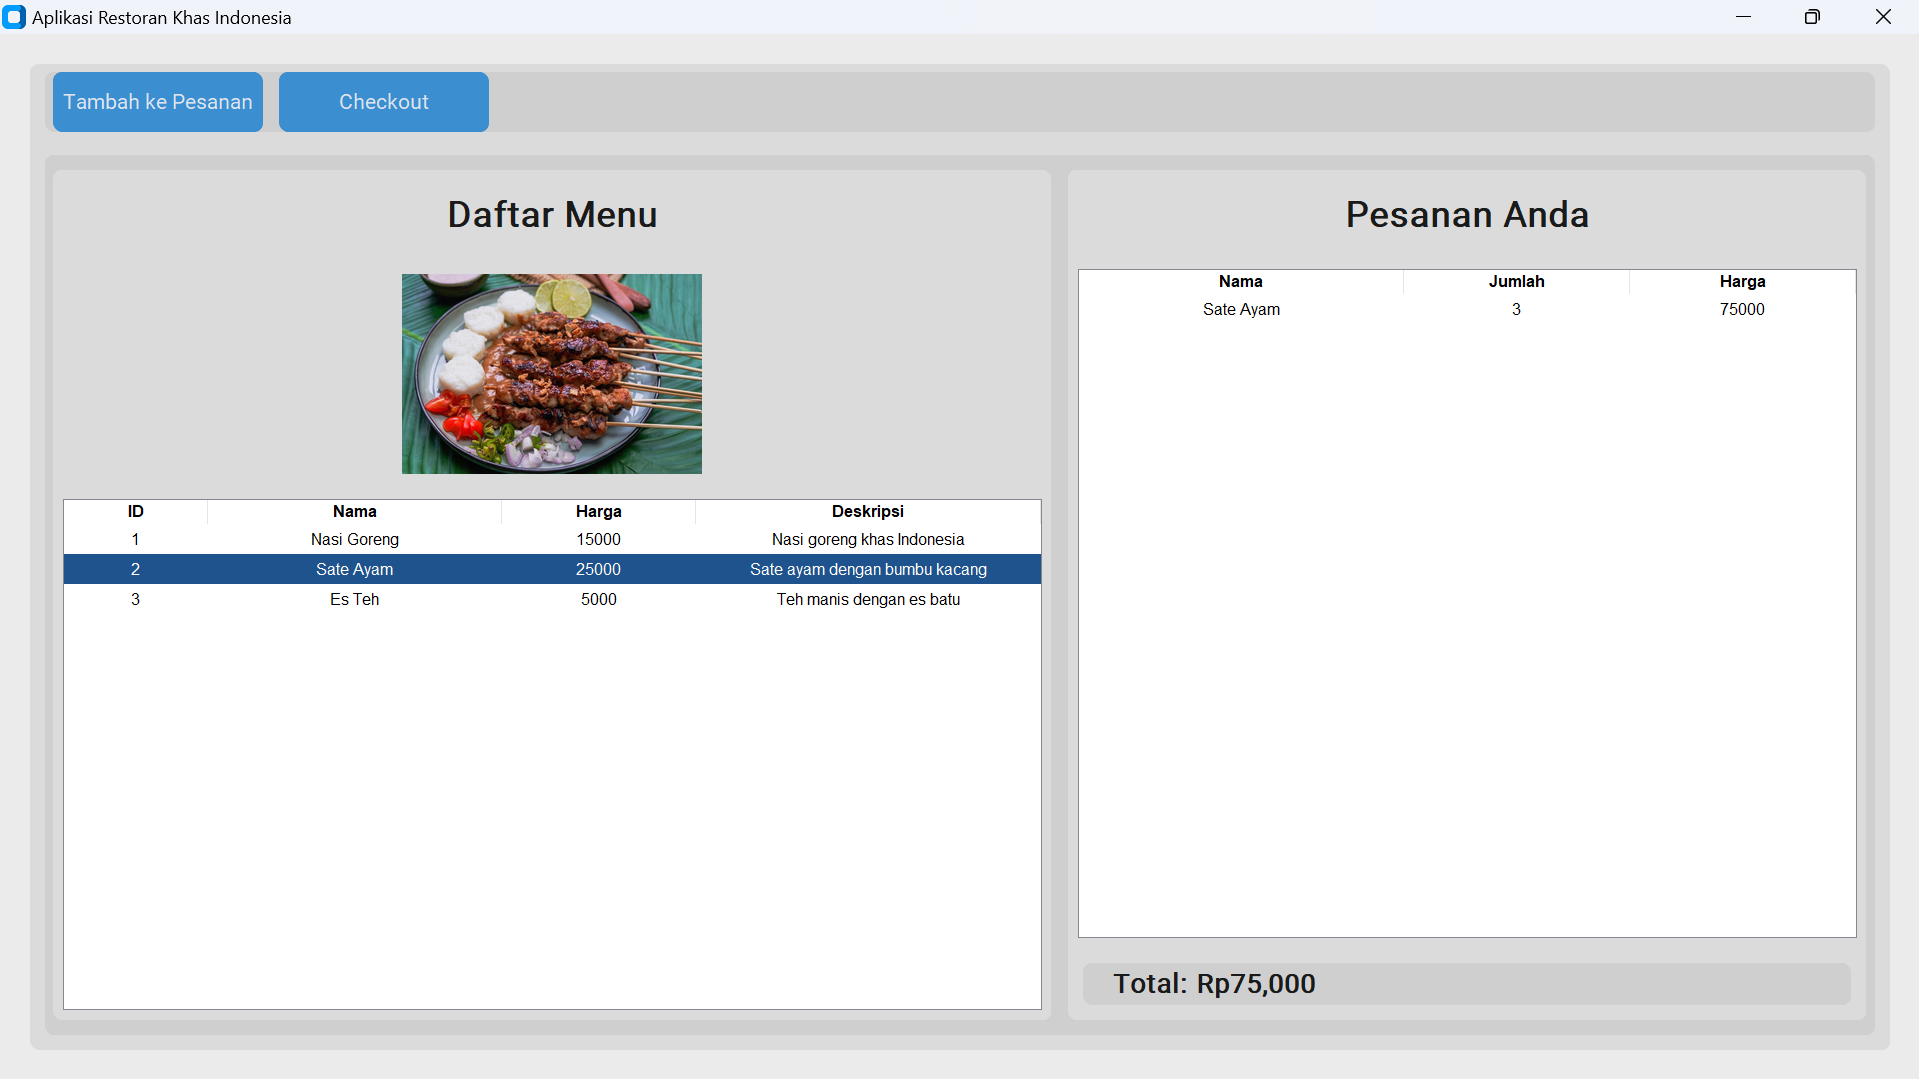 Aplikasi Restoran Khas Indonesia
Tambah ke Pesanan
Checkout
Daftar Menu
ID Nama Harga Deskripsi
1 Nasi Goreng 15000 Nasi goreng khas Indonesia
2 Sate Ayam 25000 Sate ayam dengan bumbu kacang
3 Es Teh 5000 Teh manis dengan es batu
Pesanan Anda
Nama Jumlah Harga
Sate Ayam 3 75000
Total: Rp75,000